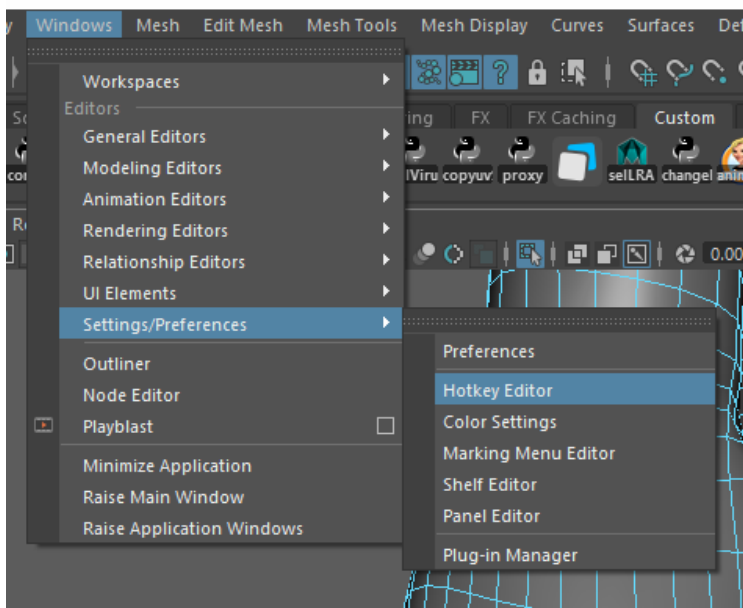 Windows Mesh Edit Mesh Mesh Tools Mesh Display Curves Surfaces
Workspaces
Editors
General Editors
Modeling Editors
Animation Editors
Rendering Editors
Relationship Editors
UI Elements
Settings/Preferences
Outliner
Node Editor
Playblast
Minimize Application
Raise Main Window
Raise Application Windows
FX FX Caching Custom
copyuv proxy selLRA changel
0.00
Preferences
Hotkey Editor
Color Settings
Marking Menu Editor
Shelf Editor
Panel Editor
Plug-in Manager